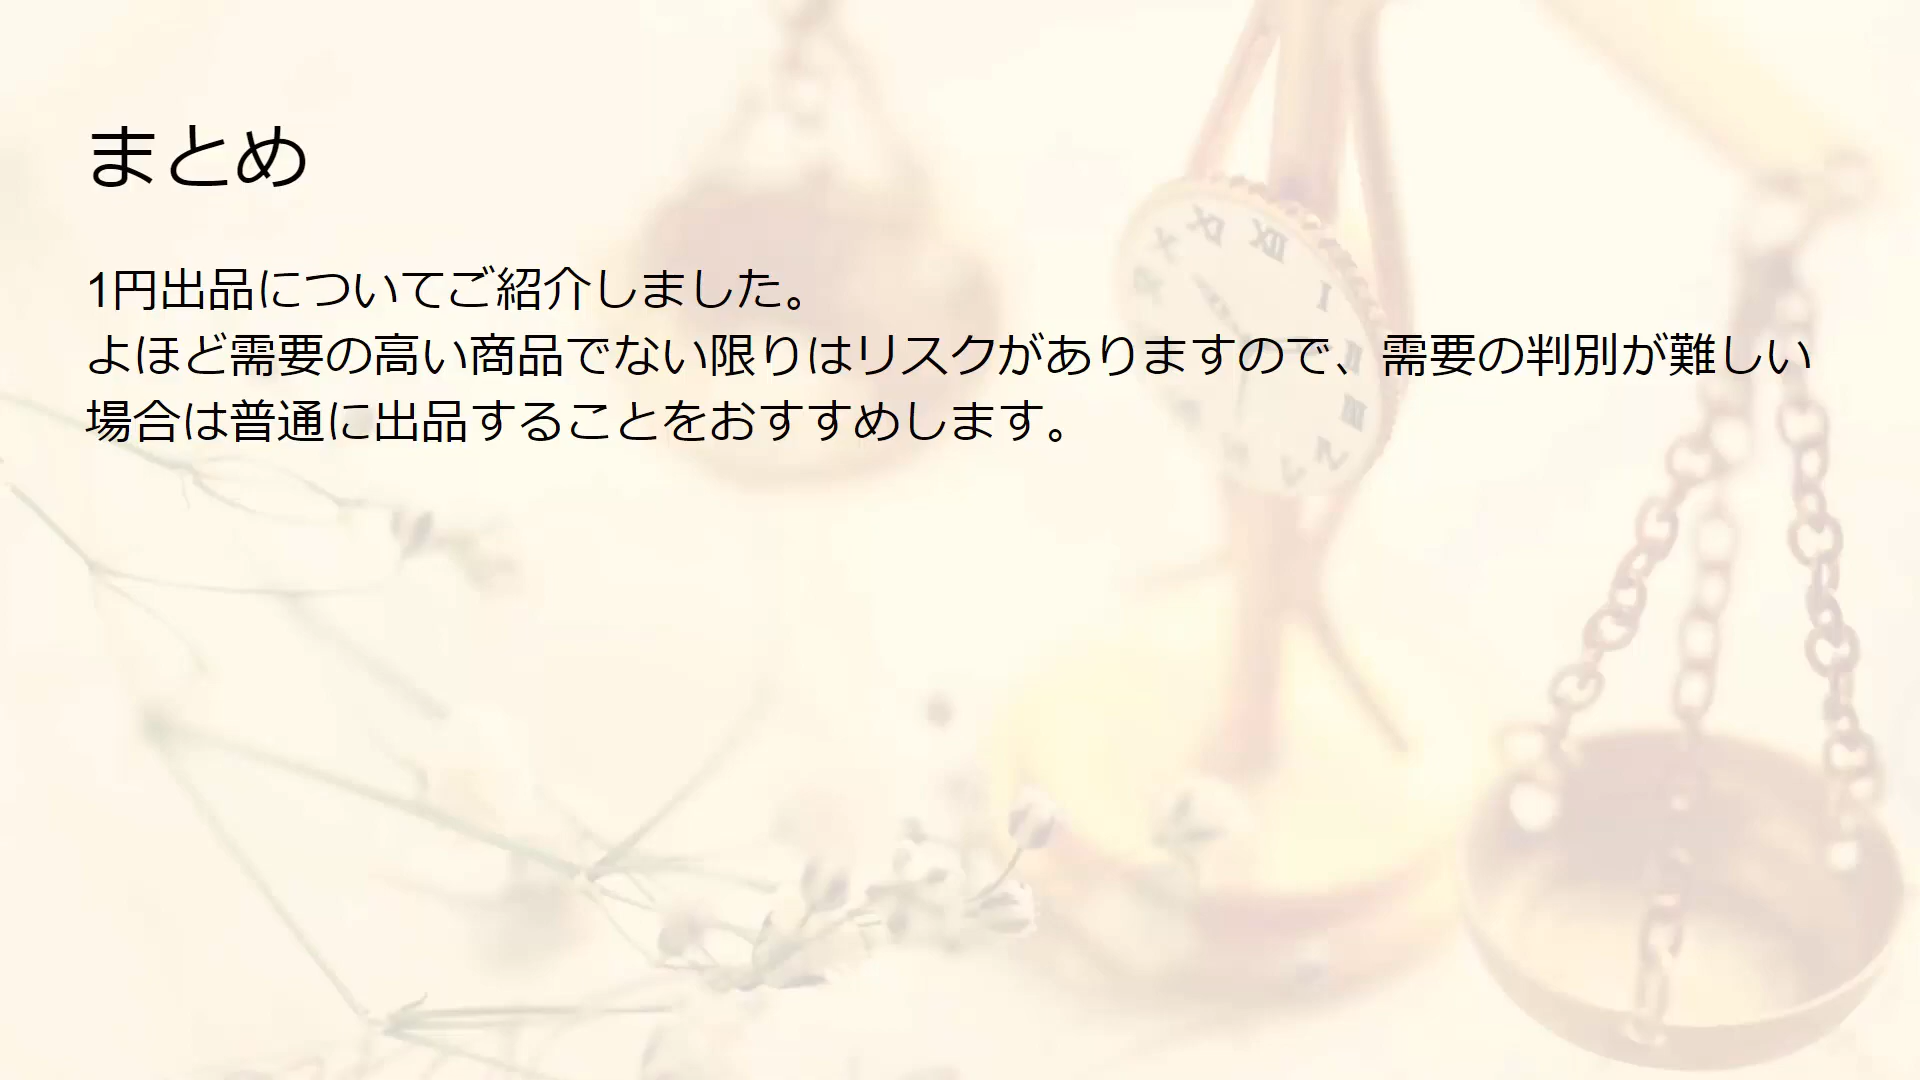 まとめ
1円出品についてご紹介しました。
よほど需要の高い商品でない限りはリスクがありますので、需要の判別が難しい
場合は普通に出品することをおすすめします。